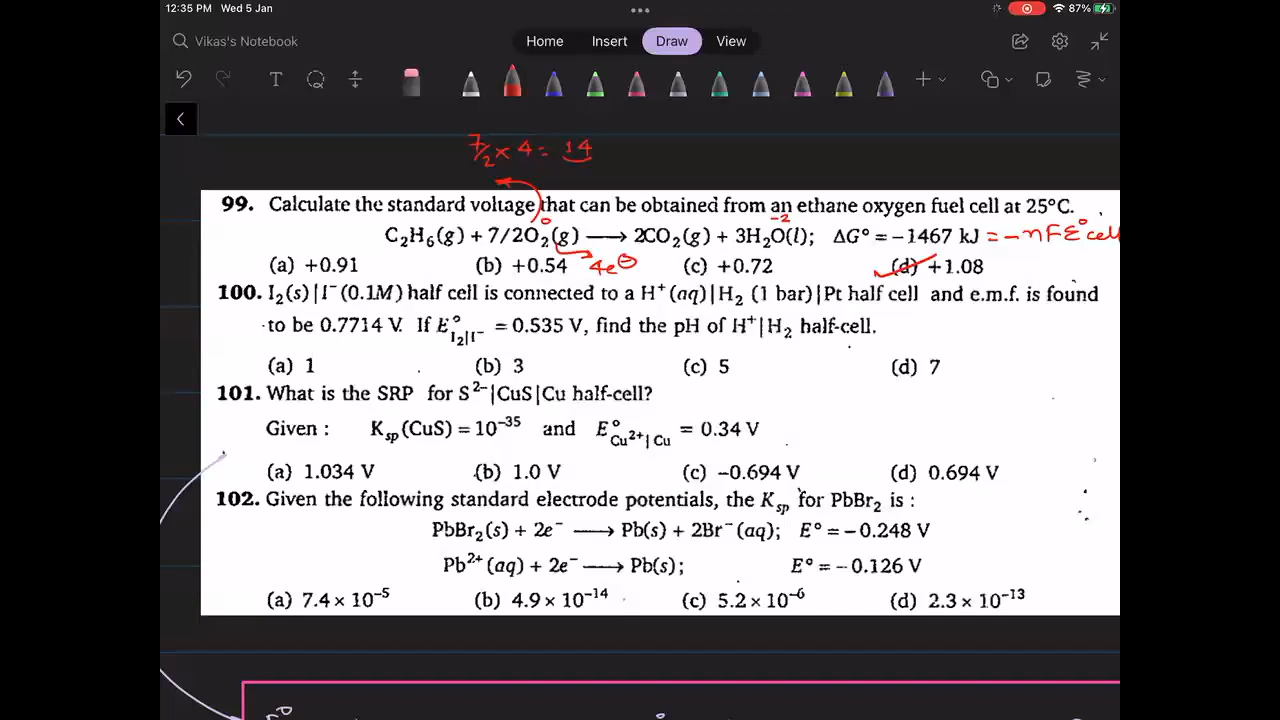 12:35 PM Wed 5 Jan
87%
Vikas's Notebook
Home Insert Draw View
7/2 × 4 = 14
99. Calculate the standard voltage that can be obtained from an ethane oxygen fuel cell at 25°C.
0 -2
C₂H₆(g) + 7/2O₂(g) ⟶ 2CO₂(g) + 3H₂O(l); ΔG° = −1467 kJ = -nFE°cell
(a) +0.91 (b) +0.54 4e⊖ (c) +0.72 (d) +1.08
100. I₂(s)|I⁻(0.1M) half cell is connected to a H⁺(aq)|H₂ (1 bar)|Pt half cell and e.m.f. is found
to be 0.7714 V. If E°I₂|I⁻ = 0.535 V, find the pH of H⁺|H₂ half-cell.
(a) 1 (b) 3 (c) 5 (d) 7
101. What is the SRP for S²⁻|CuS|Cu half-cell?
Given : Ksp(CuS) = 10⁻³⁵ and E°Cu²⁺|Cu = 0.34 V
(a) 1.034 V (b) 1.0 V (c) −0.694 V (d) 0.694 V
102. Given the following standard electrode potentials, the Ksp for PbBr₂ is :
PbBr₂(s) + 2e⁻ ⟶ Pb(s) + 2Br⁻(aq); E° = −0.248 V
Pb²⁺(aq) + 2e⁻ ⟶ Pb(s); E° = −0.126 V
(a) 7.4 × 10⁻⁵ (b) 4.9 × 10⁻¹⁴ (c) 5.2 × 10⁻⁶ (d) 2.3 × 10⁻¹³